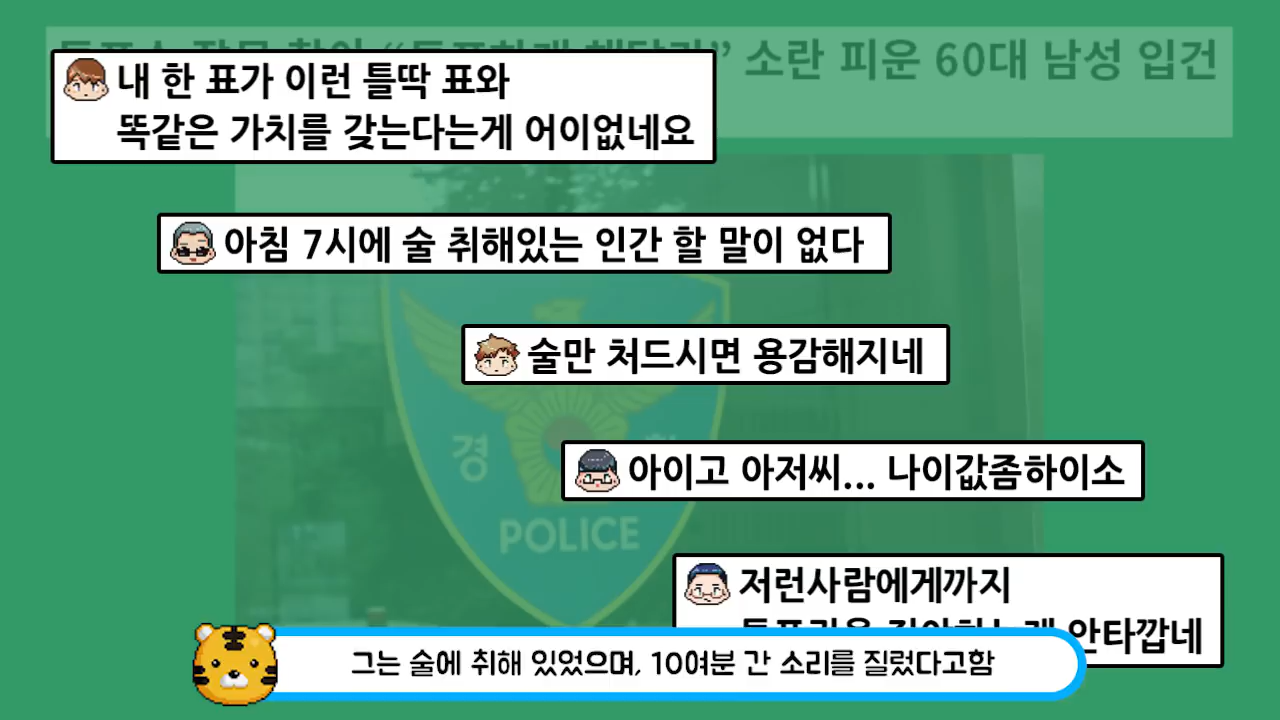 소란 피운 60대 남성 입건
내 한 표가 이런 틀딱 표와
똑같은 가치를 갖는다는게 어이없네요
아침 7시에 술 취해있는 인간 할 말이 없다
술만 처드시면 용감해지네
경
POLICE
아이고 아저씨... 나이값좀하이소
저런사람에게까지
안타깝네
그는 술에 취해 있었으며, 10여분 간 소리를 질렀다고함